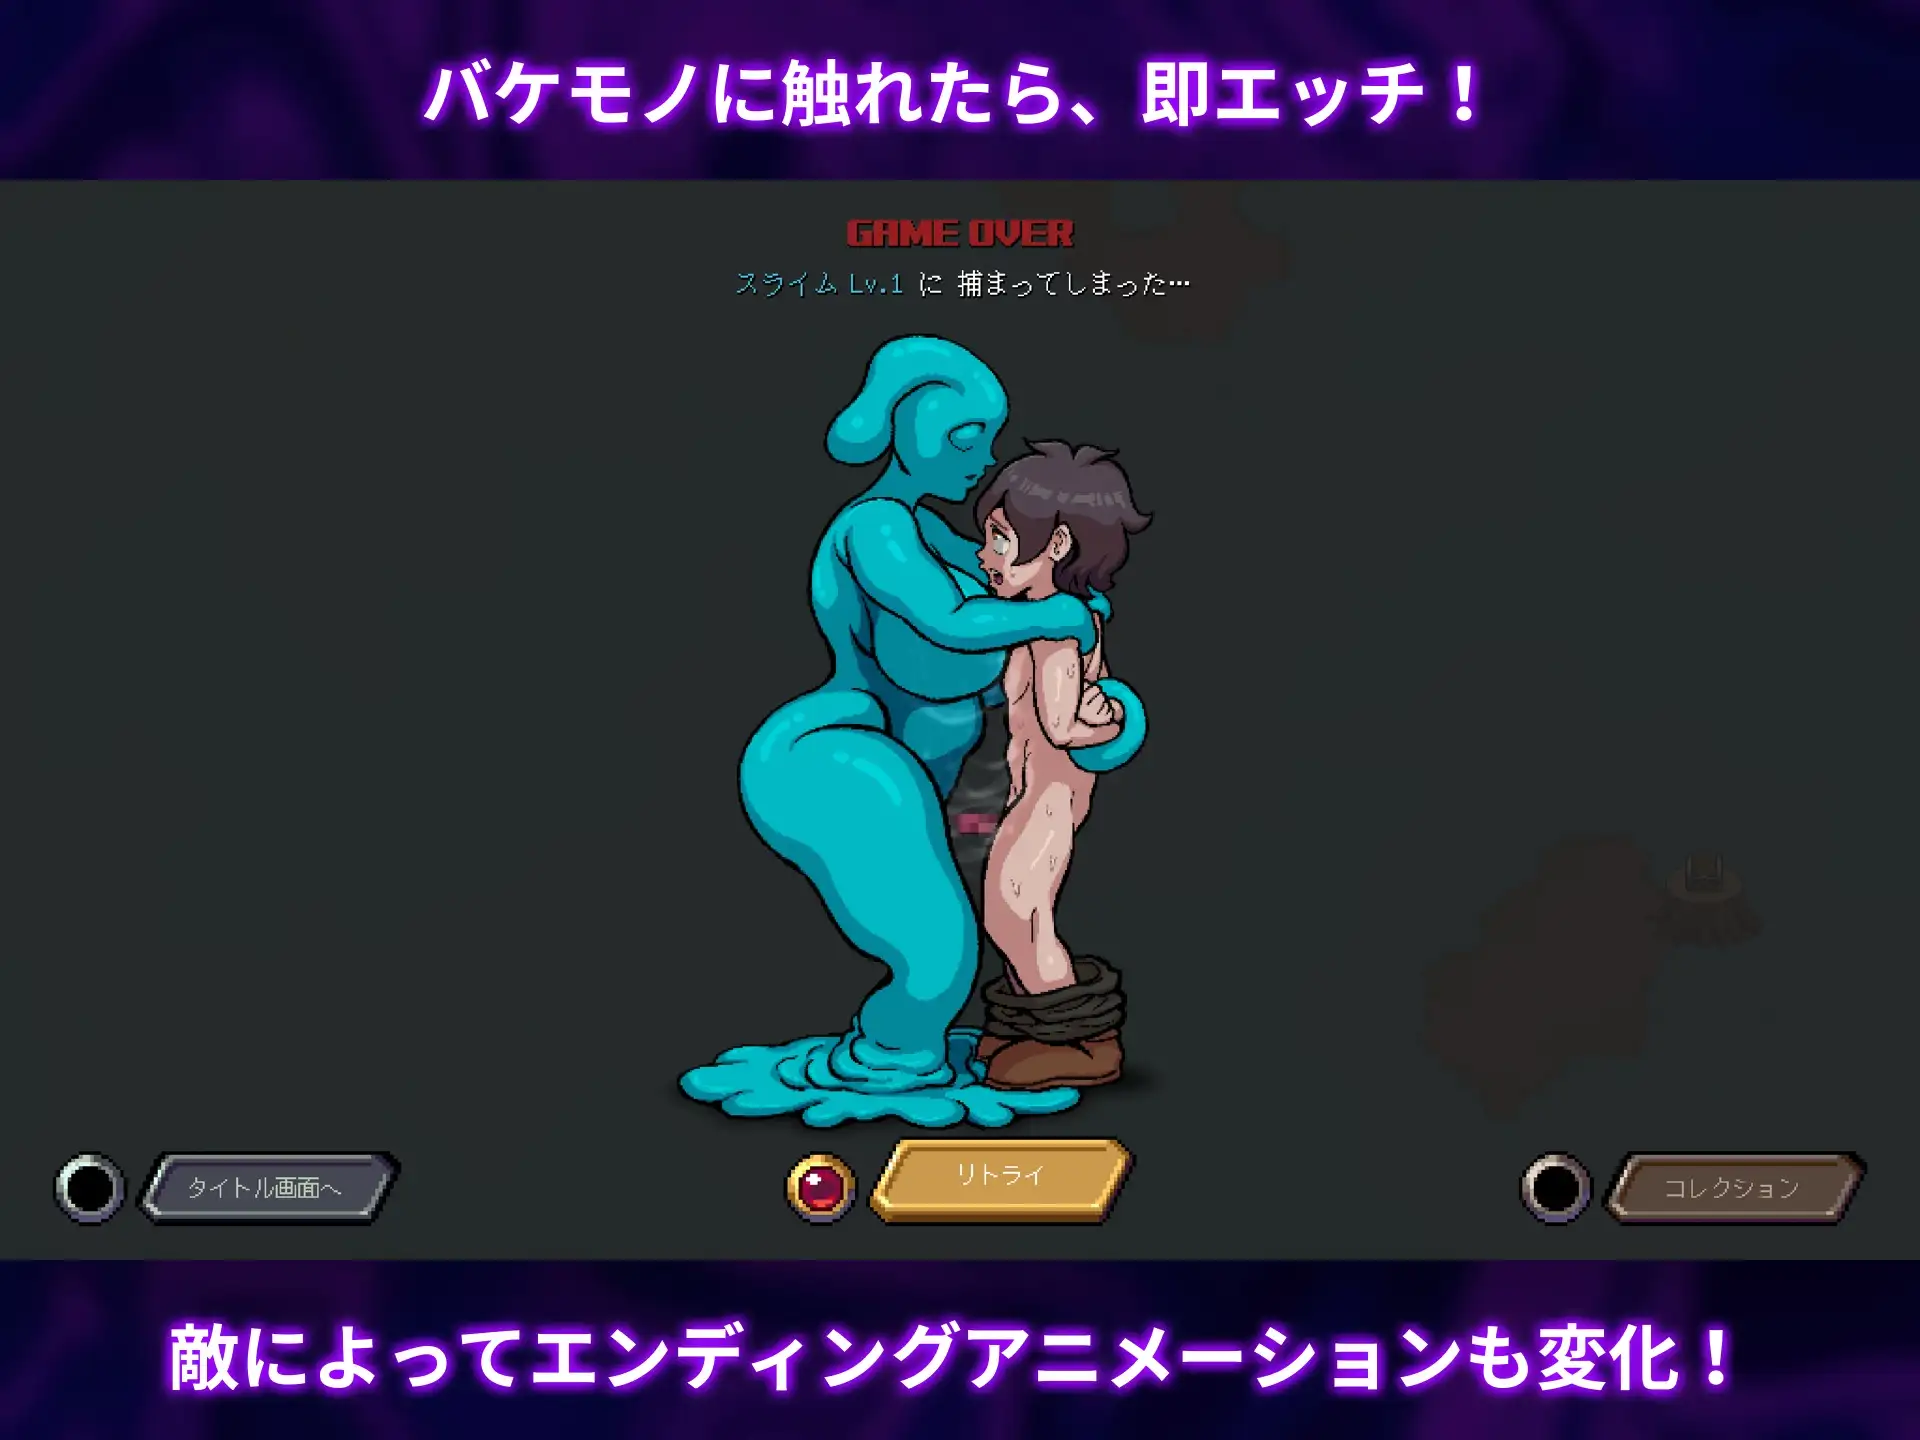 バケモノに触れたら、即エッチ！
GAME OVER
スライム Lv.1 に 捕まってしまった…
タイトル画面へ
リトライ
コレクション
敵によってエンディングアニメーションも変化！